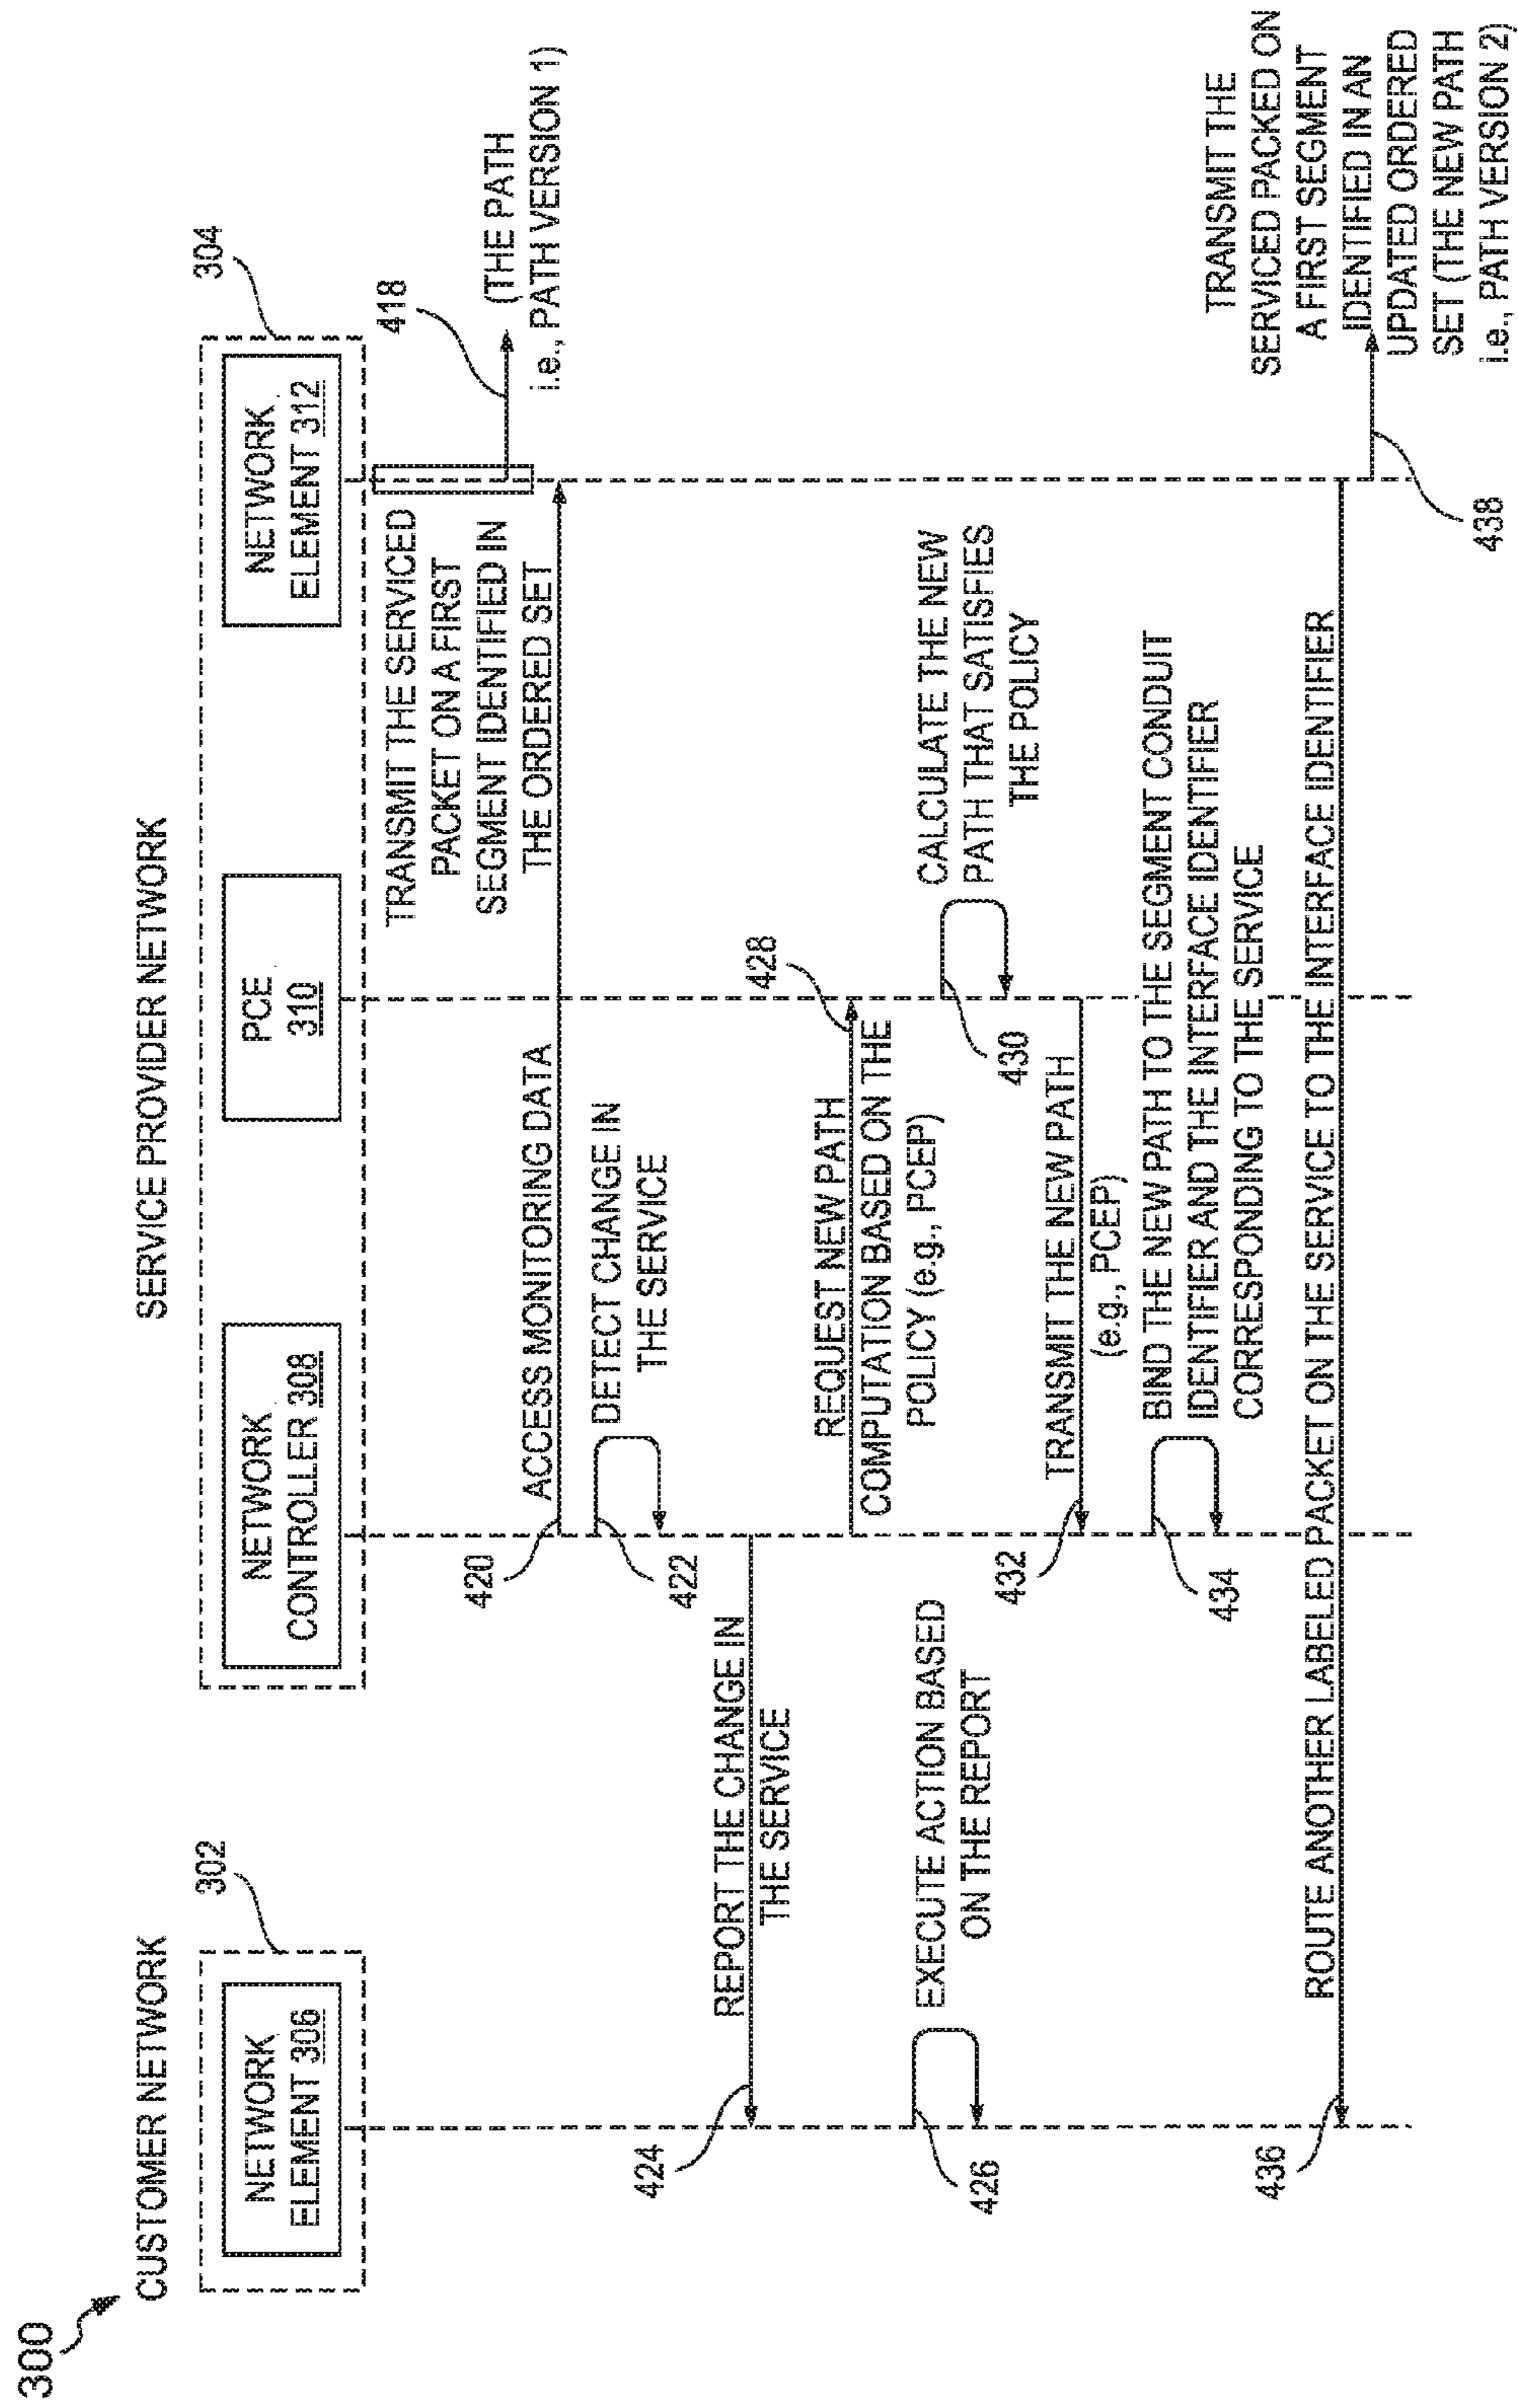 300
CUSTOMER NETWORK
SERVICE PROVIDER NETWORK
302
304
NETWORK
ELEMENT 306
NETWORK
CONTROLLER 308
PCE
310
NETWORK
ELEMENT 312
TRANSMIT THE SERVICED
PACKET ON A FIRST
SEGMENT IDENTIFIED IN
THE ORDERED SET
418
(THE PATH
i.e., PATH VERSION 1)
420
ACCESS MONITORING DATA
422
DETECT CHANGE IN
THE SERVICE
424
REPORT THE CHANGE IN
THE SERVICE
428
REQUEST NEW PATH
COMPUTATION BASED ON THE
POLICY (e.g., PCEP)
426
EXECUTE ACTION BASED
ON THE REPORT
430
CALCULATE THE NEW
PATH THAT SATISFIES
THE POLICY
432
TRANSMIT THE NEW PATH
(e.g., PCEP)
434
BIND THE NEW PATH TO THE SEGMENT CONDUIT
IDENTIFIER AND THE INTERFACE IDENTIFIER
CORRESPONDING TO THE SERVICE
436
ROUTE ANOTHER LABELED PACKET ON THE SERVICE TO THE INTERFACE IDENTIFIER
438
TRANSMIT THE
SERVICED PACKED ON
A FIRST SEGMENT
IDENTIFIED IN AN
UPDATED ORDERED
SET (THE NEW PATH
i.e., PATH VERSION 2)